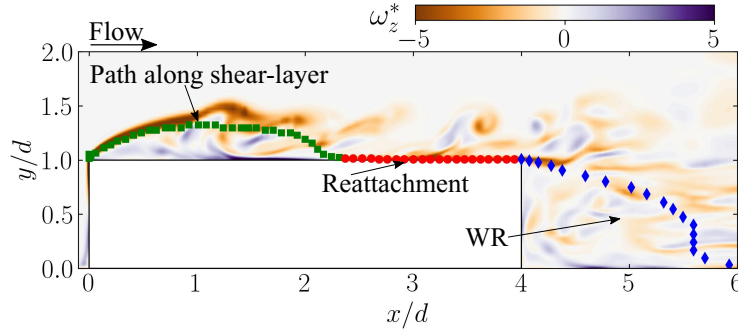 ω*z
Flow
−5 0 5
Path along shear-layer
Reattachment
WR
y/d
2.0
1.5
1.0
0.5
0.0
0 1 2 3 4 5 6
x/d